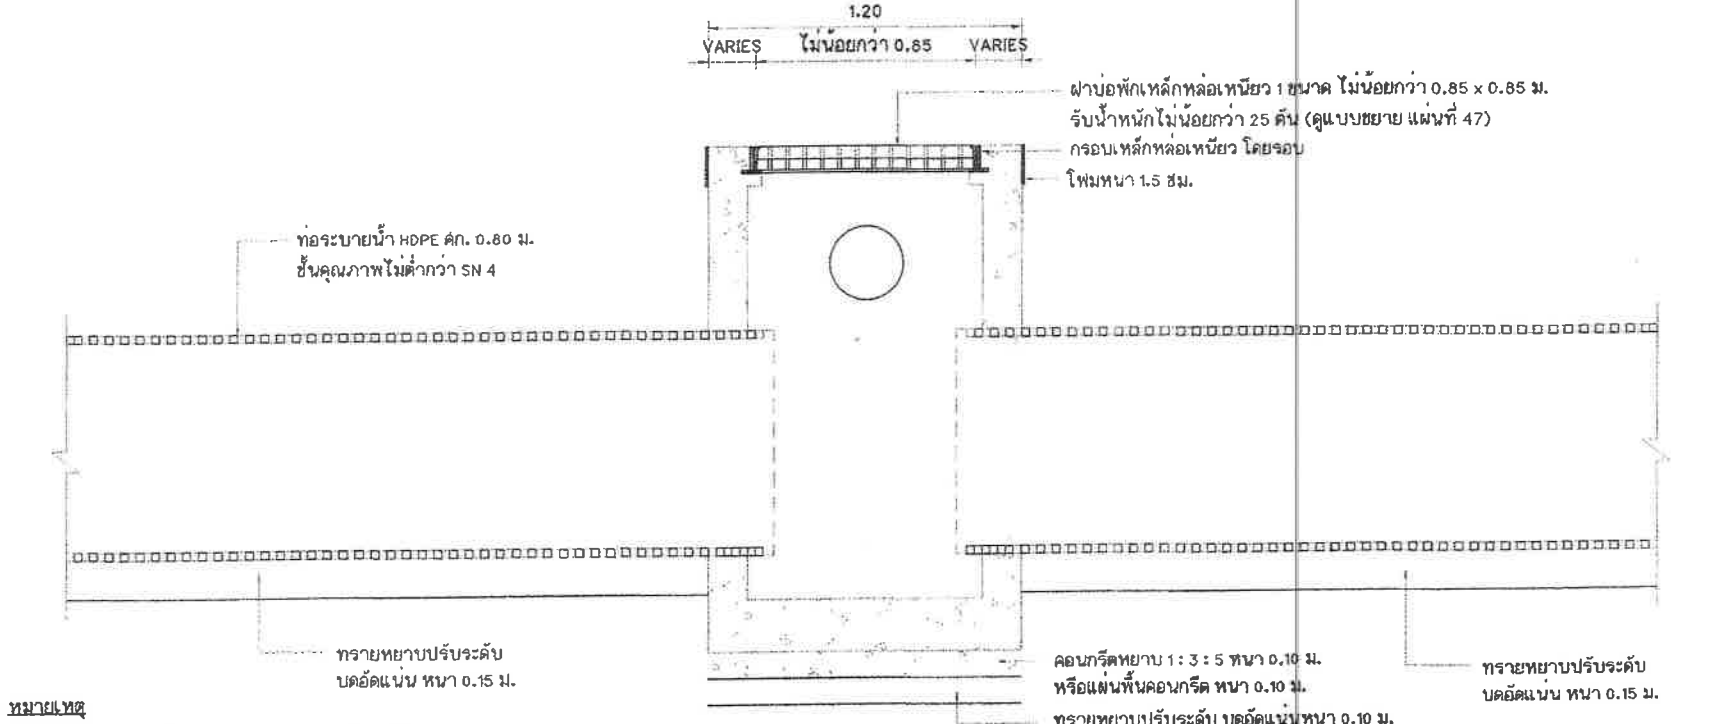 1.20
VARIES ไม่น้อยกว่า 0.85 VARIES
ฝาบ่อพักเหล็กหล่อเหนียว 1 ขนาด ไม่น้อยกว่า 0.85 x 0.85 ม.
รับน้ำหนักไม่น้อยกว่า 25 ตัน (ดูแบบขยาย แผ่นที่ 47)
กรอบเหล็กหล่อเหนียว โดยรอบ
โฟมหนา 1.5 ซม.
ท่อระบายน้ำ HDPE ศก. 0.80 ม.
ชั้นคุณภาพไม่ต่ำกว่า SN 4
ทรายหยาบปรับระดับ
บดอัดแน่น หนา 0.15 ม.
คอนกรีตหยาบ 1 : 3 : 5 หนา 0.10 ม.
หรือแผ่นพื้นคอนกรีต หนา 0.10 ม.
ทรายหยาบปรับระดับ บดอัดแน่นหนา 0.10 ม.
ทรายหยาบปรับระดับ
บดอัดแน่น หนา 0.15 ม.
หมายเหตุ